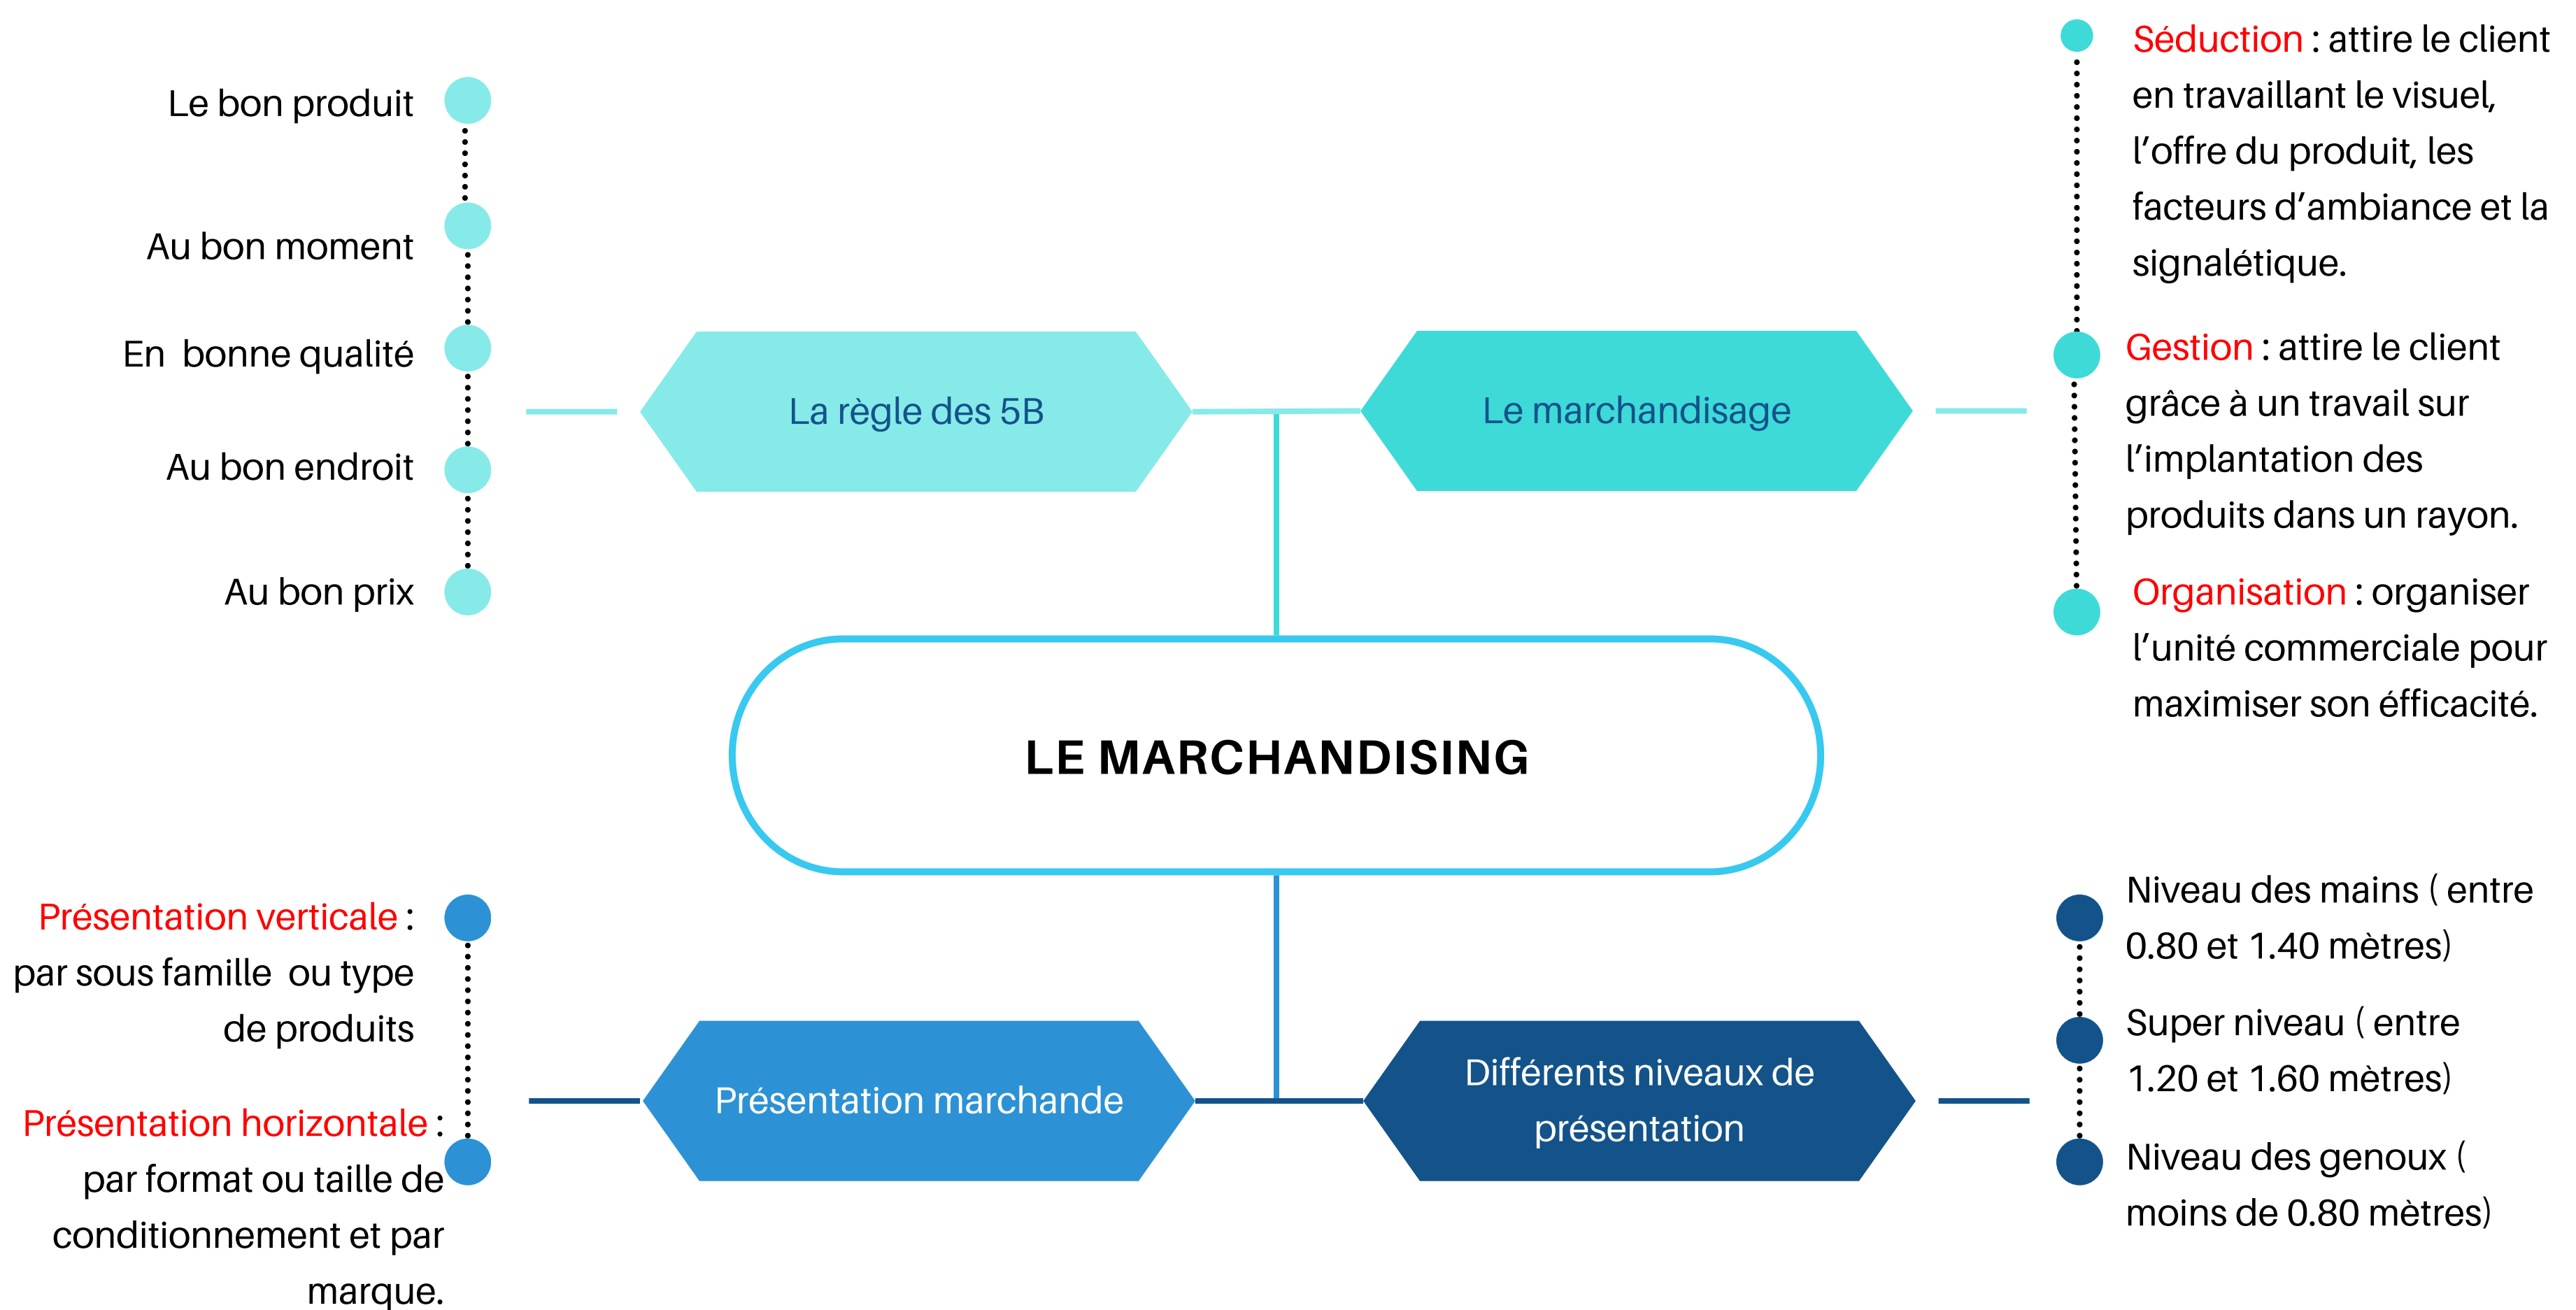 Le bon produit
Au bon moment
En  bonne qualité
Au bon endroit
Au bon prix
La règle des 5B
Le marchandisage
Séduction : attire le client
en travaillant le visuel,
l’offre du produit, les
facteurs d’ambiance et la
signalétique.
Gestion : attire le client
grâce à un travail sur
l’implantation des
produits dans un rayon.
Organisation : organiser
l’unité commerciale pour
maximiser son éfficacité.
LE MARCHANDISING
Présentation verticale :
par sous famille  ou type
de produits
Présentation horizontale :
par format ou taille de
conditionnement et par
marque.
Présentation marchande
Différents niveaux de
présentation
Niveau des mains ( entre
0.80 et 1.40 mètres)
Super niveau ( entre
1.20 et 1.60 mètres)
Niveau des genoux (
moins de 0.80 mètres)